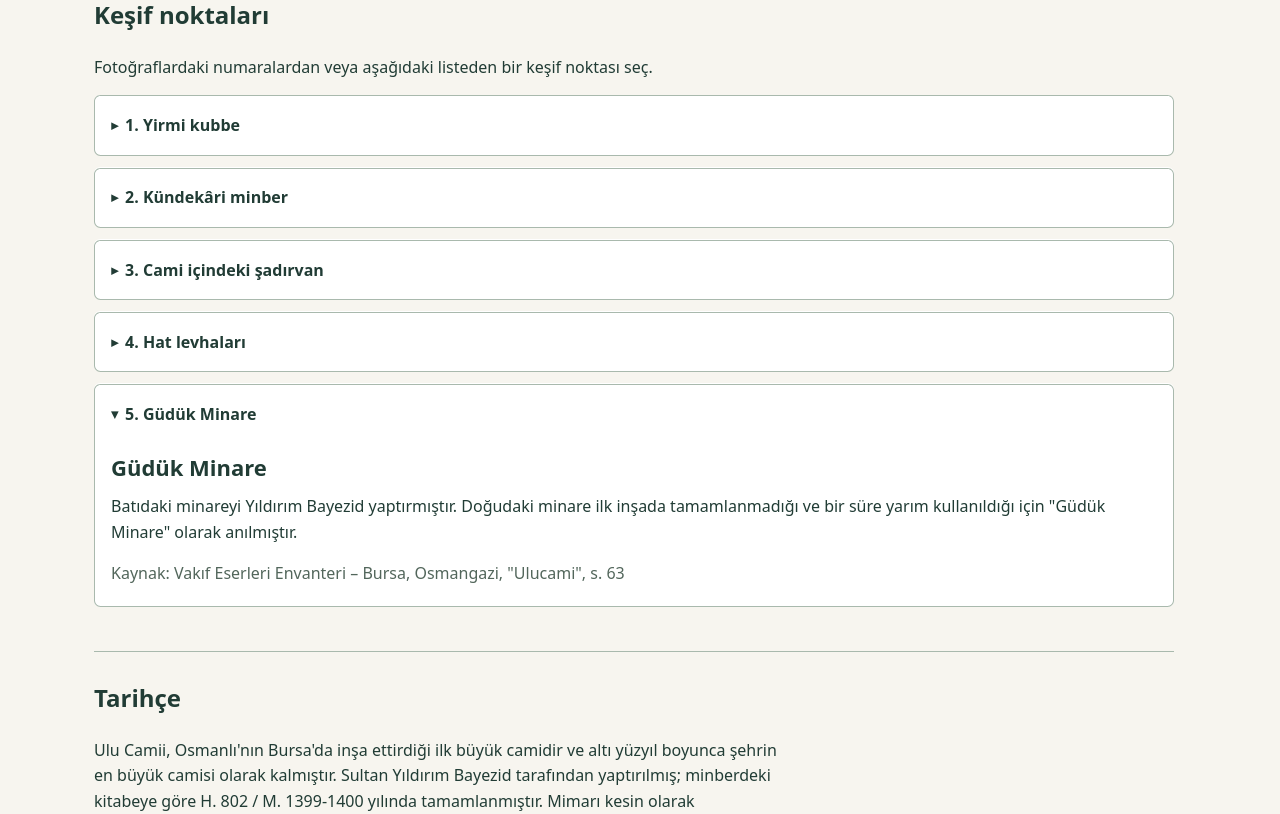 Keşif noktaları
Fotoğraflardaki numaralardan veya aşağıdaki listeden bir keşif noktası seç.
▸ 1. Yirmi kubbe
▸ 2. Kündekâri minber
▸ 3. Cami içindeki şadırvan
▸ 4. Hat levhaları
▾ 5. Güdük Minare
Güdük Minare
Batıdaki minareyi Yıldırım Bayezid yaptırmıştır. Doğudaki minare ilk inşada tamamlanmadığı ve bir süre yarım kullanıldığı için "Güdük
Minare" olarak anılmıştır.
Kaynak: Vakıf Eserleri Envanteri – Bursa, Osmangazi, "Ulucami", s. 63
Tarihçe
Ulu Camii, Osmanlı'nın Bursa'da inşa ettirdiği ilk büyük camidir ve altı yüzyıl boyunca şehrin
en büyük camisi olarak kalmıştır. Sultan Yıldırım Bayezid tarafından yaptırılmış; minberdeki
kitabeye göre H. 802 / M. 1399-1400 yılında tamamlanmıştır. Mimarı kesin olarak